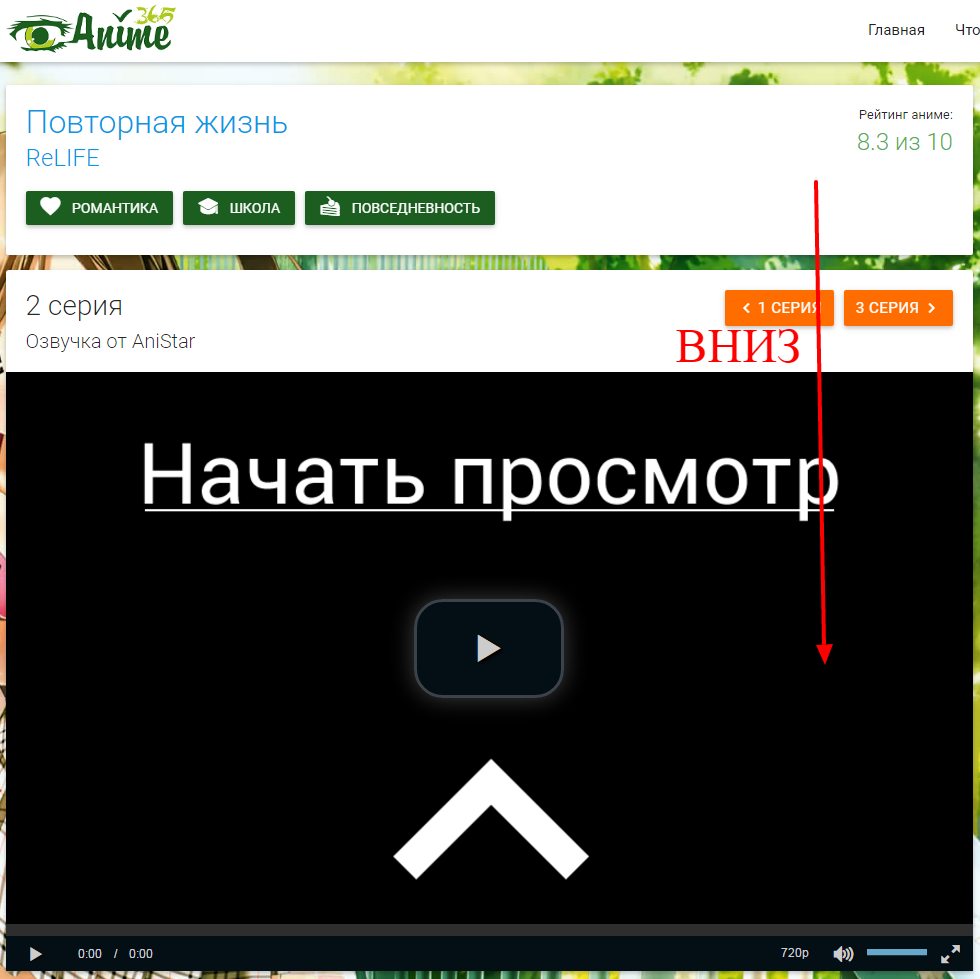 Anime 365
Главная Что
Повторная жизнь
Рейтинг аниме:
ReLIFE
8.3 из 10
РОМАНТИКА ШКОЛА ПОВСЕДНЕВНОСТЬ
2 серия
1 СЕРИЯ 3 СЕРИЯ
Озвучка от AniStar
ВНИЗ
Начать просмотр
0:00 / 0:00 720p